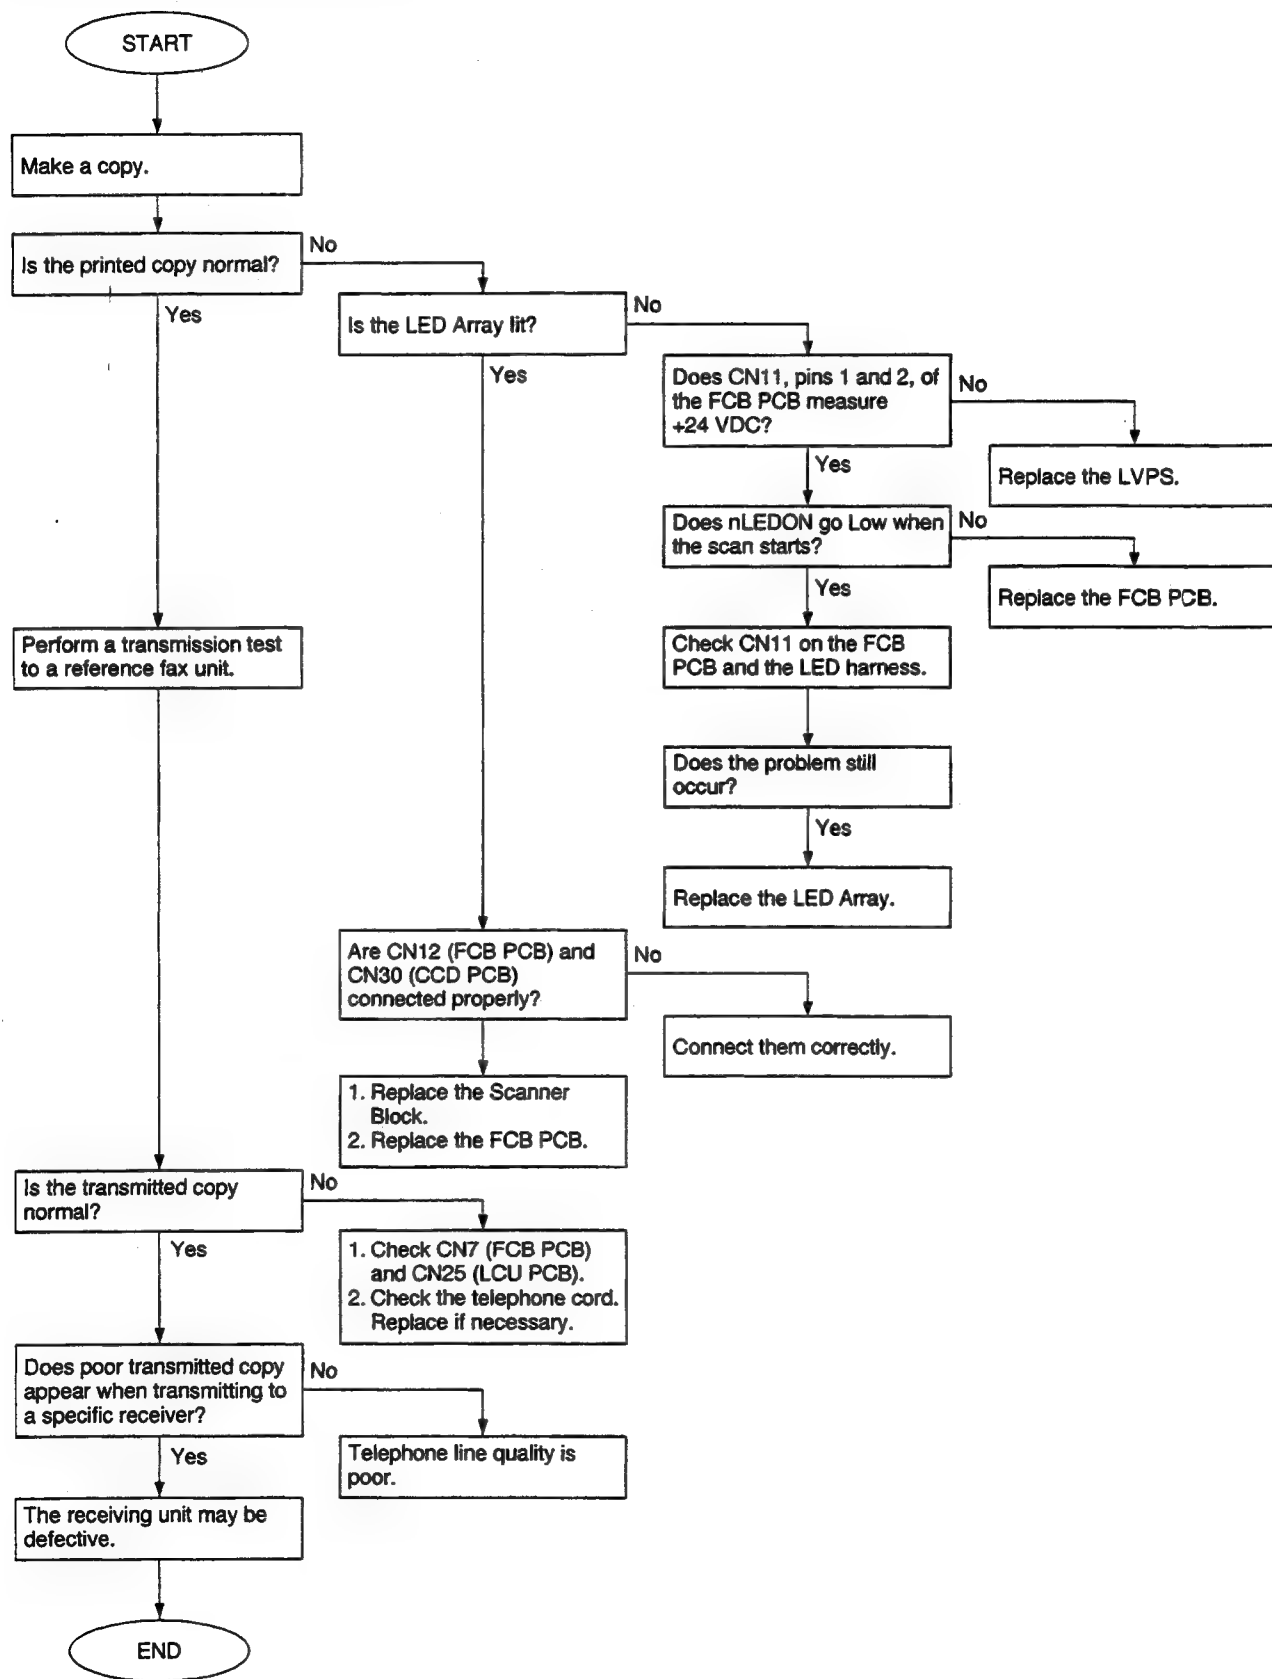 START
Make a copy.
Is the printed copy normal?
No
Yes
Is the LED Array lit?
No
Yes
Does CN11, pins 1 and 2, of
the FCB PCB measure
+24 VDC?
No
Yes
Replace the LVPS.
Does nLEDON go Low when
the scan starts?
No
Yes
Replace the FCB PCB.
Perform a transmission test
to a reference fax unit.
Check CN11 on the FCB
PCB and the LED harness.
Does the problem still
occur?
Yes
Replace the LED Array.
Are CN12 (FCB PCB) and
CN30 (CCD PCB)
connected properly?
No
Connect them correctly.
1. Replace the Scanner
Block.
2. Replace the FCB PCB.
Is the transmitted copy
normal?
No
Yes
1. Check CN7 (FCB PCB)
and CN25 (LCU PCB).
2. Check the telephone cord.
Replace if necessary.
Does poor transmitted copy
appear when transmitting to
a specific receiver?
No
Yes
Telephone line quality is
poor.
The receiving unit may be
defective.
END